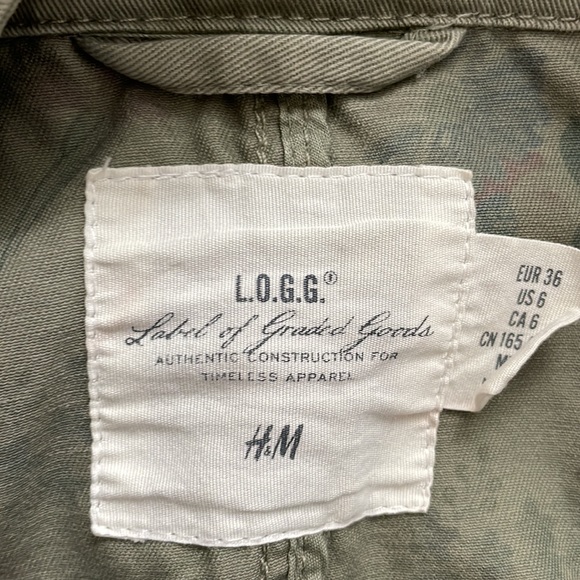 L.O.G.G.®
Label of Graded Goods
AUTHENTIC CONSTRUCTION FOR
TIMELESS APPAREL
H&M
EUR 36
US 6
CA 6
CN 165